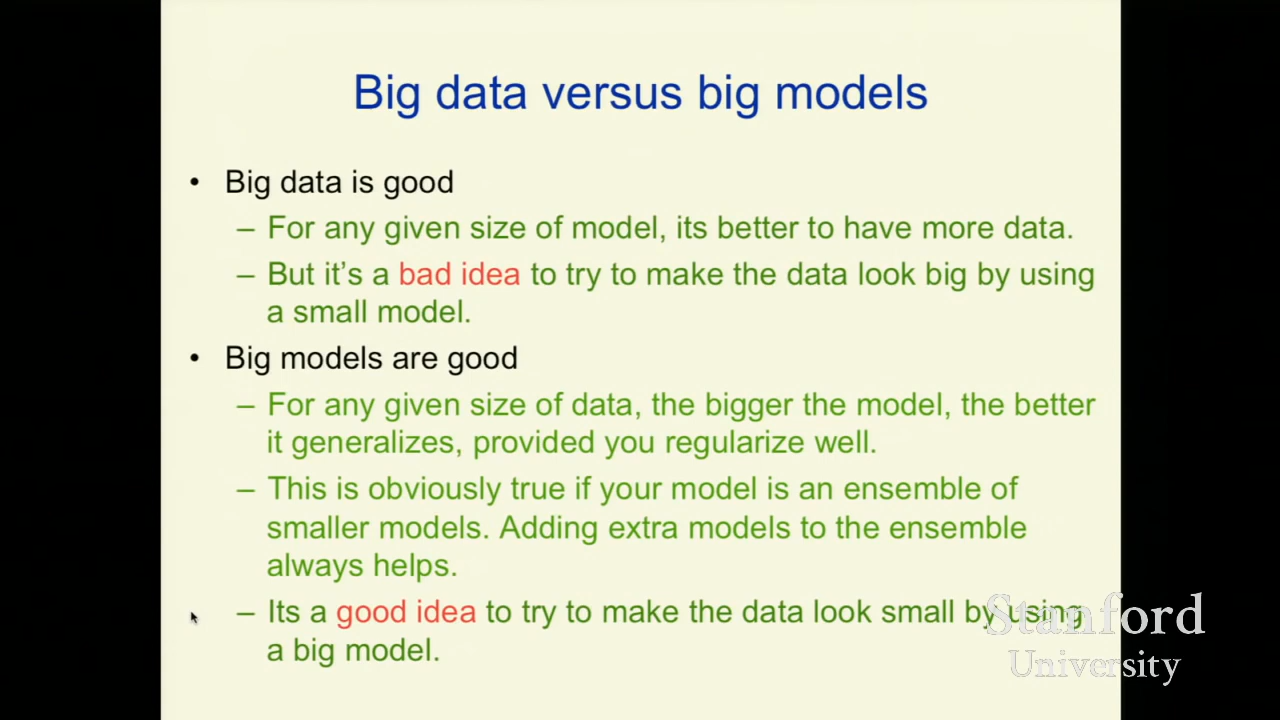 Big data versus big models
• Big data is good
– For any given size of model, its better to have more data.
– But it's a bad idea to try to make the data look big by using
a small model.
• Big models are good
– For any given size of data, the bigger the model, the better
it generalizes, provided you regularize well.
– This is obviously true if your model is an ensemble of
smaller models. Adding extra models to the ensemble
always helps.
– Its a good idea to try to make the data look small by using
a big model.
Stanford
University